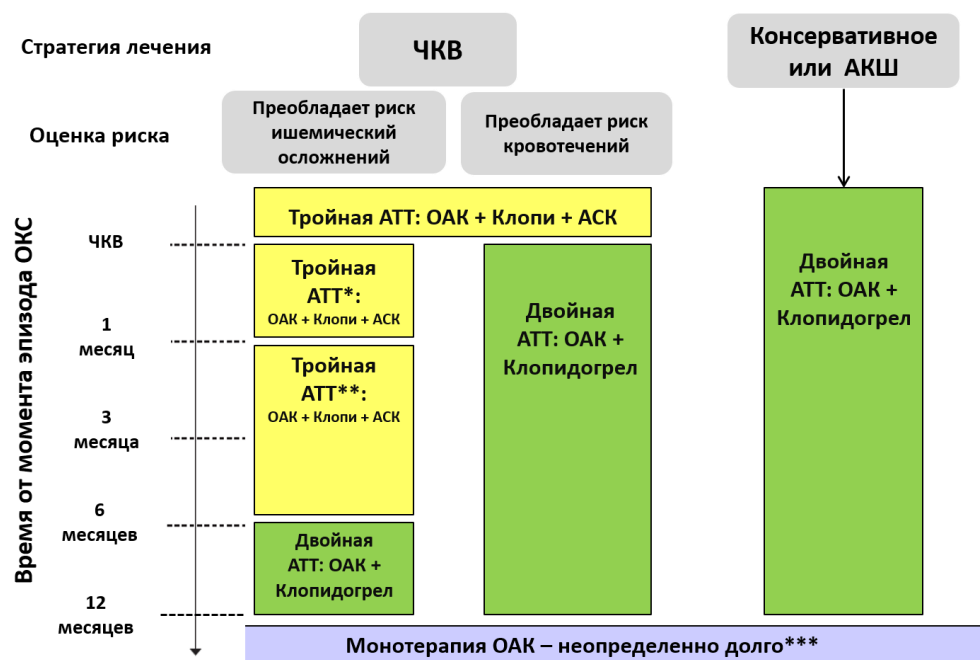 Стратегия лечения
ЧКВ
Консервативное
или АКШ
Оценка риска
Преобладает риск
ишемический
осложнений
Преобладает риск
кровотечений
Время от момента эпизода ОКС
ЧКВ
1
месяц
3
месяца
6
месяцев
12
месяцев
Тройная АТТ: ОАК + Клопи + АСК
Тройная
АТТ*:
ОАК + Клопи + АСК
Тройная
АТТ**:
ОАК + Клопи + АСК
Двойная
АТТ: ОАК +
Клопидогрел
Двойная
АТТ: ОАК +
Клопидогрел
Двойная
АТТ: ОАК +
Клопидогрел
Монотерапия ОАК – неопределенно долго***